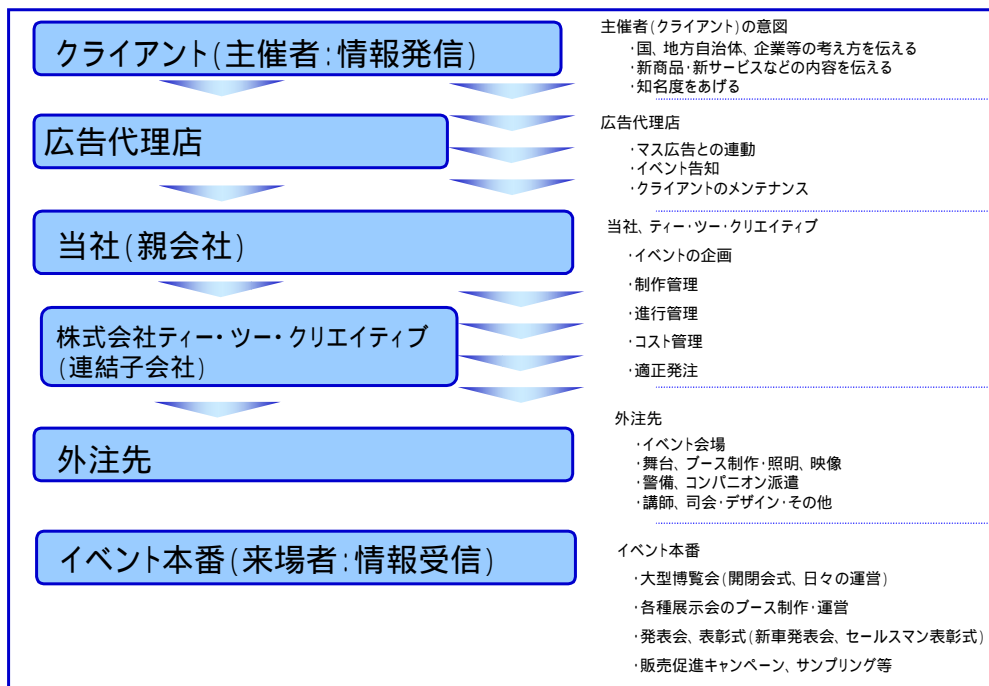 クライアント(主催者:情報発信)
主催者(クライアント)の意図
・国、地方自治体、企業等の考え方を伝える
・新商品・新サービスなどの内容を伝える
・知名度をあげる
広告代理店
広告代理店
・マス広告との連動
・イベント告知
・クライアントのメンテナンス
当社(親会社)
当社、ティー・ツー・クリエイティブ
・イベントの企画
・制作管理
・進行管理
・コスト管理
・適正発注
株式会社ティー・ツー・クリエイティブ
(連結子会社)
外注先
外注先
・イベント会場
・舞台、ブース制作・照明、映像
・警備、コンパニオン派遣
・講師、司会・デザイン・その他
イベント本番(来場者:情報受信)
イベント本番
・大型博覧会(開閉会式、日々の運営)
・各種展示会のブース制作・運営
・発表会、表彰式(新車発表会、セールスマン表彰式)
・販売促進キャンペーン、サンプリング等